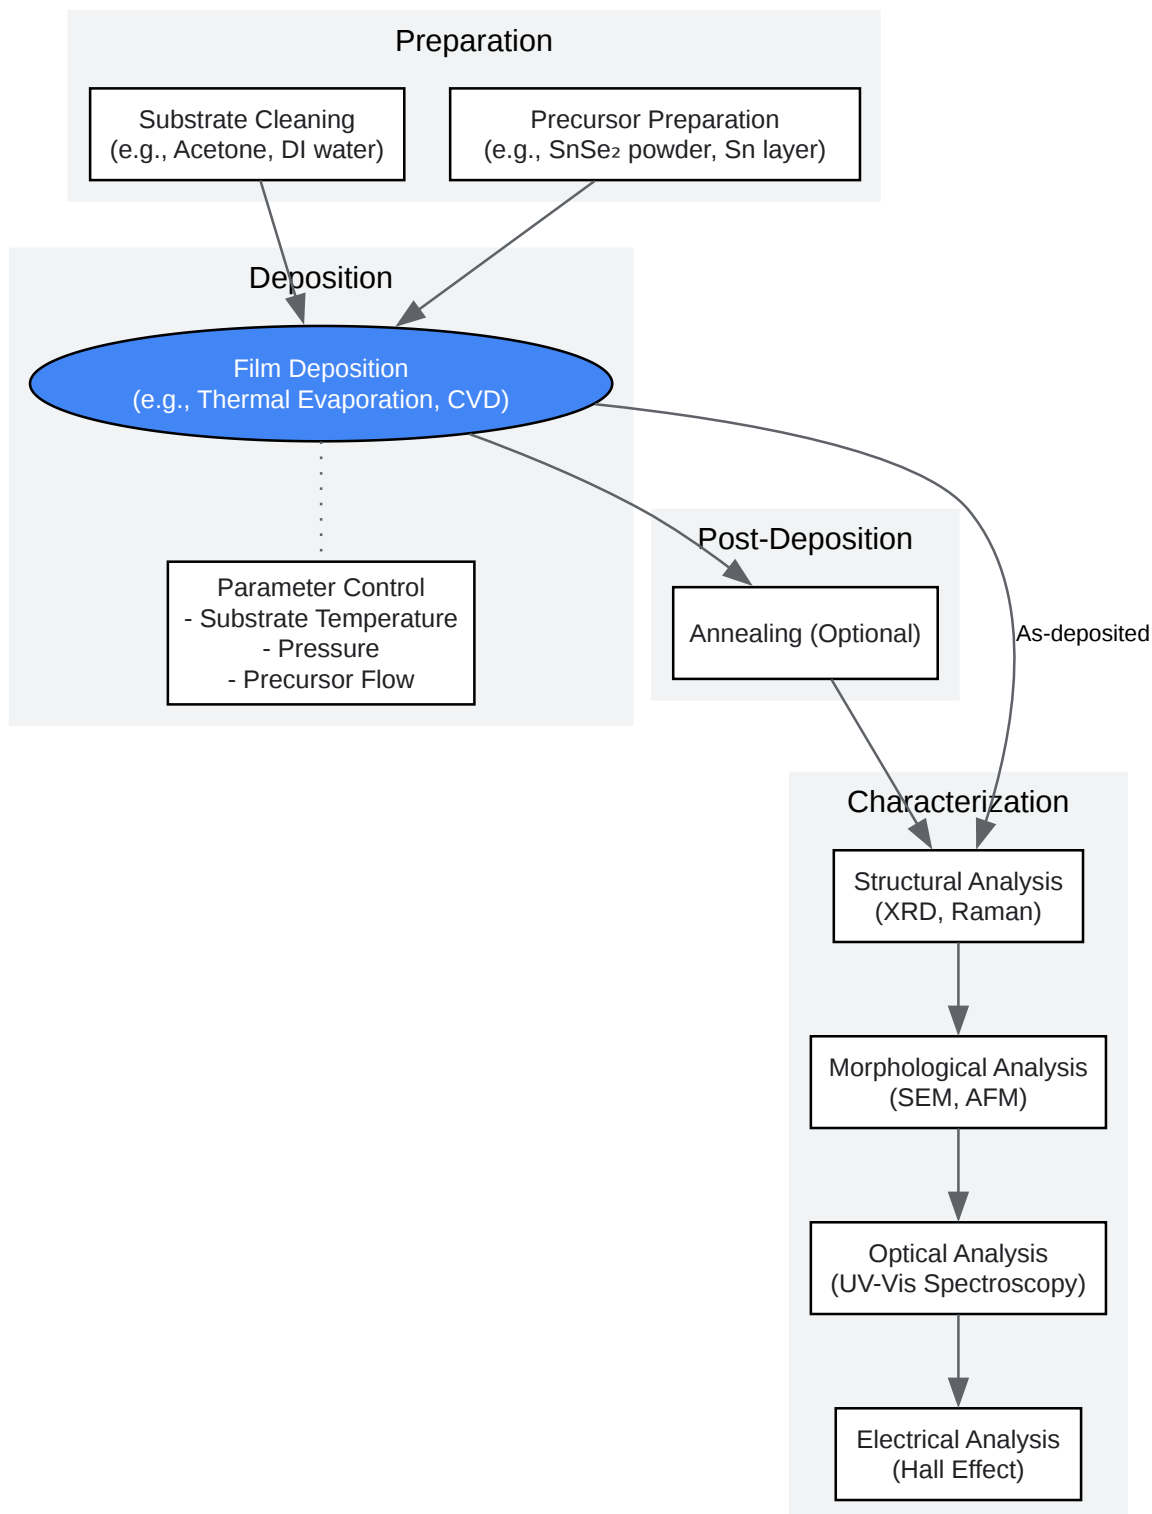 Preparation
Substrate Cleaning
(e.g., Acetone, DI water)
Precursor Preparation
(e.g., SnSe₂ powder, Sn layer)
Deposition
Film Deposition
(e.g., Thermal Evaporation, CVD)
Parameter Control
- Substrate Temperature
- Pressure
- Precursor Flow
Post-Deposition
Annealing (Optional)
As-deposited
Characterization
Structural Analysis
(XRD, Raman)
Morphological Analysis
(SEM, AFM)
Optical Analysis
(UV-Vis Spectroscopy)
Electrical Analysis
(Hall Effect)